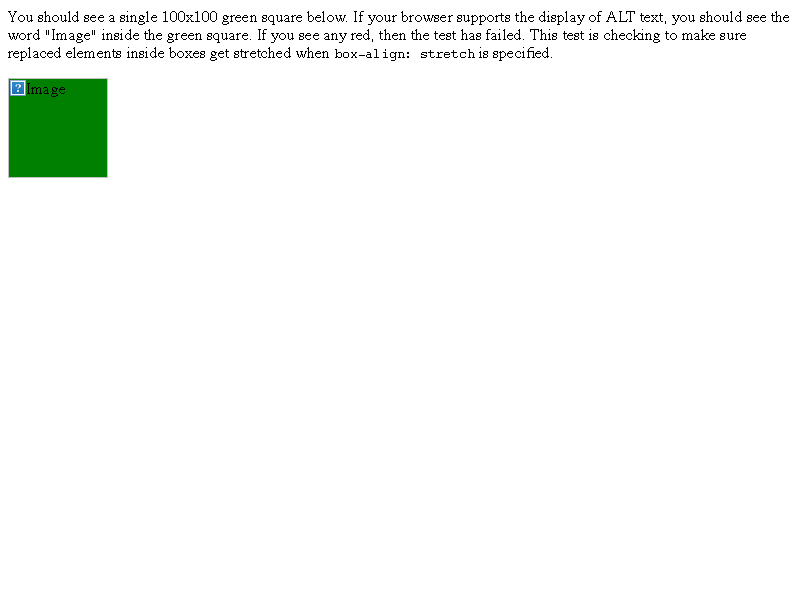 You should see a single 100x100 green square below. If your browser supports the display of ALT text, you should see the
word "Image" inside the green square. If you see any red, then the test has failed. This test is checking to make sure
replaced elements inside boxes get stretched when box-align: stretch is specified.
Image